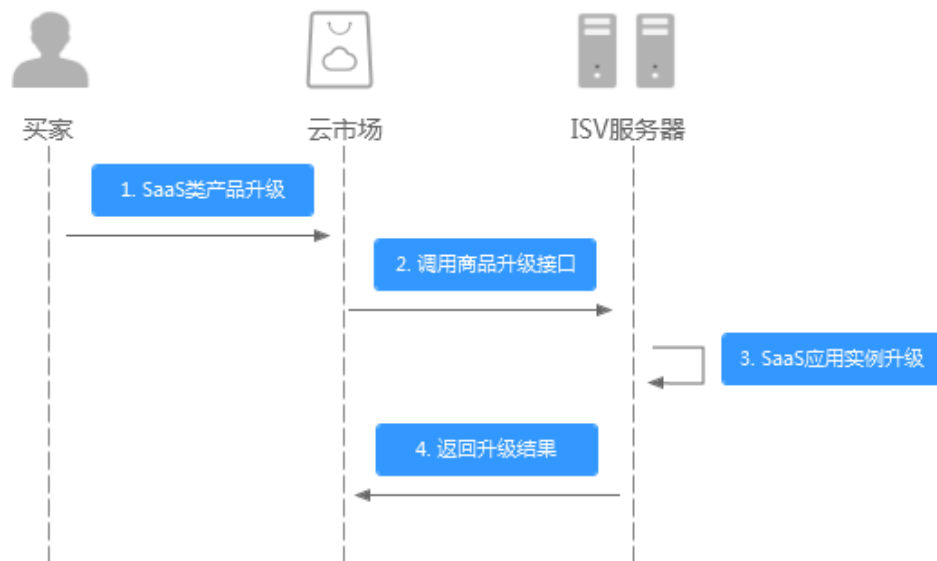 买家
云市场
ISV服务器
1. SaaS类产品升级
2. 调用商品升级接口
3. SaaS应用实例升级
4. 返回升级结果